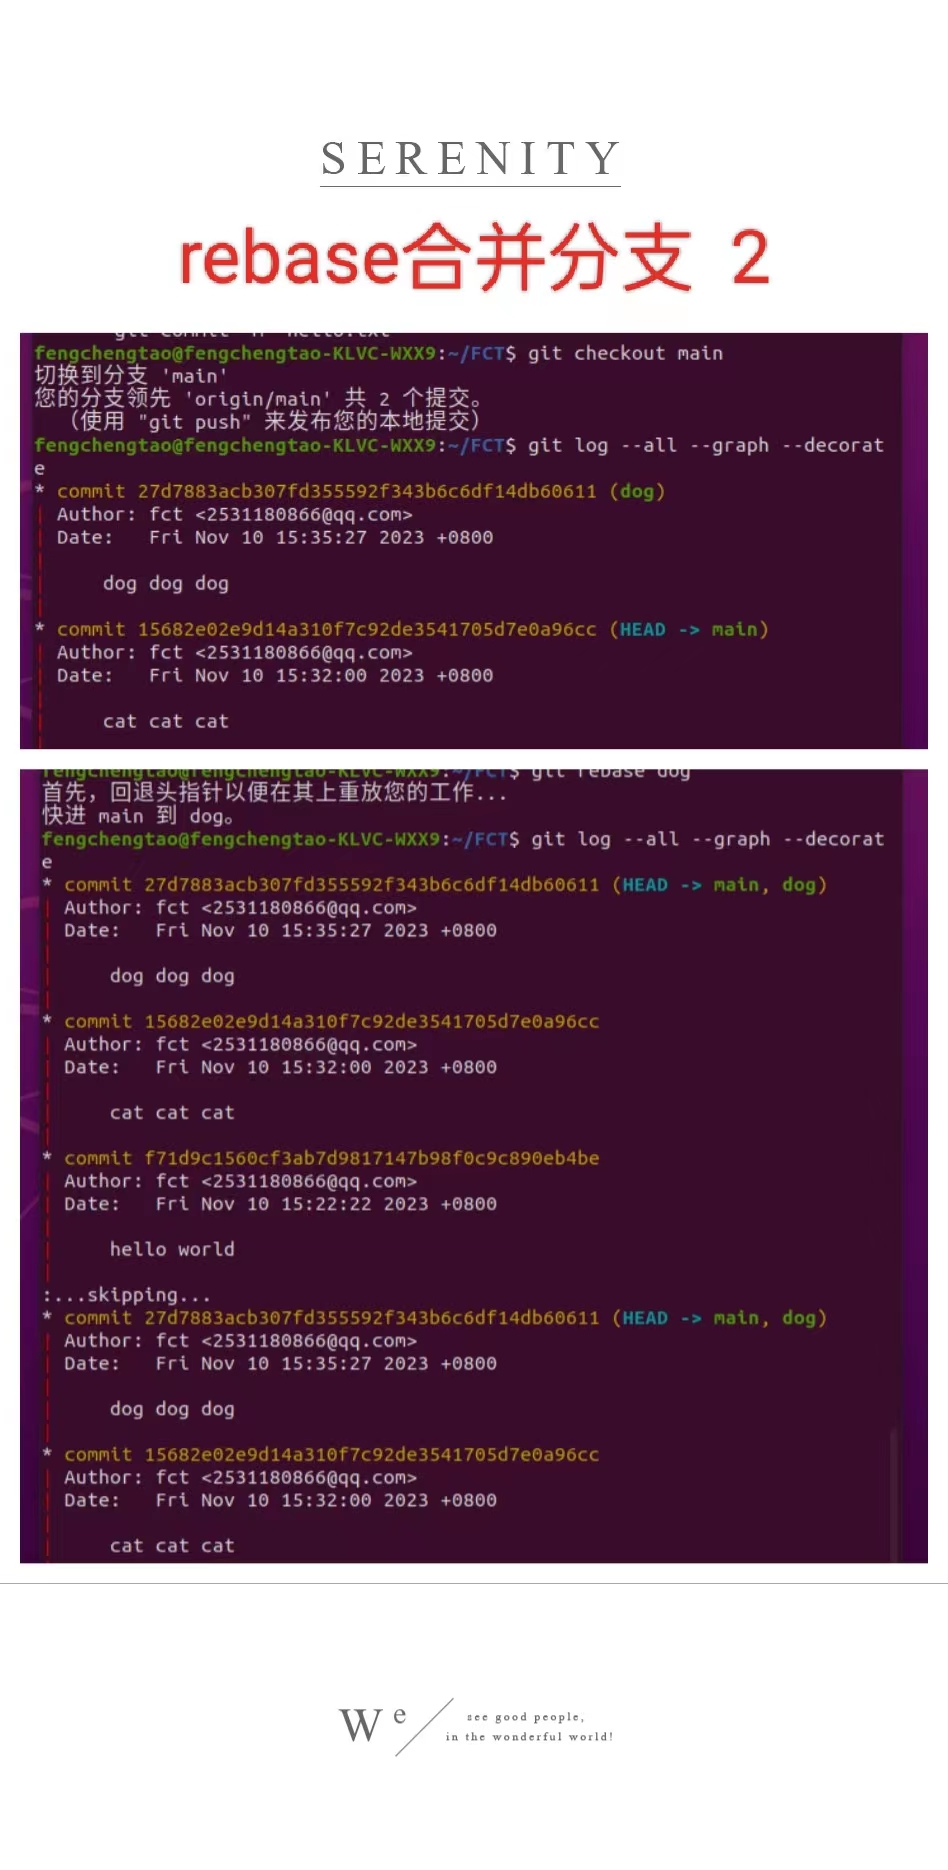 SERENITY
rebase合并分支 2
fengchengtao@fengchengtao-KLVC-WXX9:~/FCT$ git checkout main
切换到分支 'main'
您的分支领先 'origin/main' 共 2 个提交。
（使用 "git push" 来发布您的本地提交）
fengchengtao@fengchengtao-KLVC-WXX9:~/FCT$ git log --all --graph --decorat
e
* commit 27d7883acb307fd355592f343b6c6df14db60611 (dog)
| Author: fct <2531180866@qq.com>
| Date:   Fri Nov 10 15:35:27 2023 +0800
|
|     dog dog dog
|
* commit 15682e02e9d14a310f7c92de3541705d7e0a96cc (HEAD -> main)
| Author: fct <2531180866@qq.com>
| Date:   Fri Nov 10 15:32:00 2023 +0800
|
|     cat cat cat
fengchengtao@fengchengtao-KLVC-WXX9:~/FCT$ git rebase dog
首先，回退头指针以便在其上重放您的工作...
快进 main 到 dog。
fengchengtao@fengchengtao-KLVC-WXX9:~/FCT$ git log --all --graph --decorat
e
* commit 27d7883acb307fd355592f343b6c6df14db60611 (HEAD -> main, dog)
| Author: fct <2531180866@qq.com>
| Date:   Fri Nov 10 15:35:27 2023 +0800
|
|     dog dog dog
|
* commit 15682e02e9d14a310f7c92de3541705d7e0a96cc
| Author: fct <2531180866@qq.com>
| Date:   Fri Nov 10 15:32:00 2023 +0800
|
|     cat cat cat
|
* commit f71d9c1560cf3ab7d9817147b98f0c9c890eb4be
| Author: fct <2531180866@qq.com>
| Date:   Fri Nov 10 15:22:22 2023 +0800
|
|     hello world
|
:...skipping...
* commit 27d7883acb307fd355592f343b6c6df14db60611 (HEAD -> main, dog)
| Author: fct <2531180866@qq.com>
| Date:   Fri Nov 10 15:35:27 2023 +0800
|
|     dog dog dog
|
* commit 15682e02e9d14a310f7c92de3541705d7e0a96cc
| Author: fct <2531180866@qq.com>
| Date:   Fri Nov 10 15:32:00 2023 +0800
|
|     cat cat cat
We
see good people,
in the wonderful world!